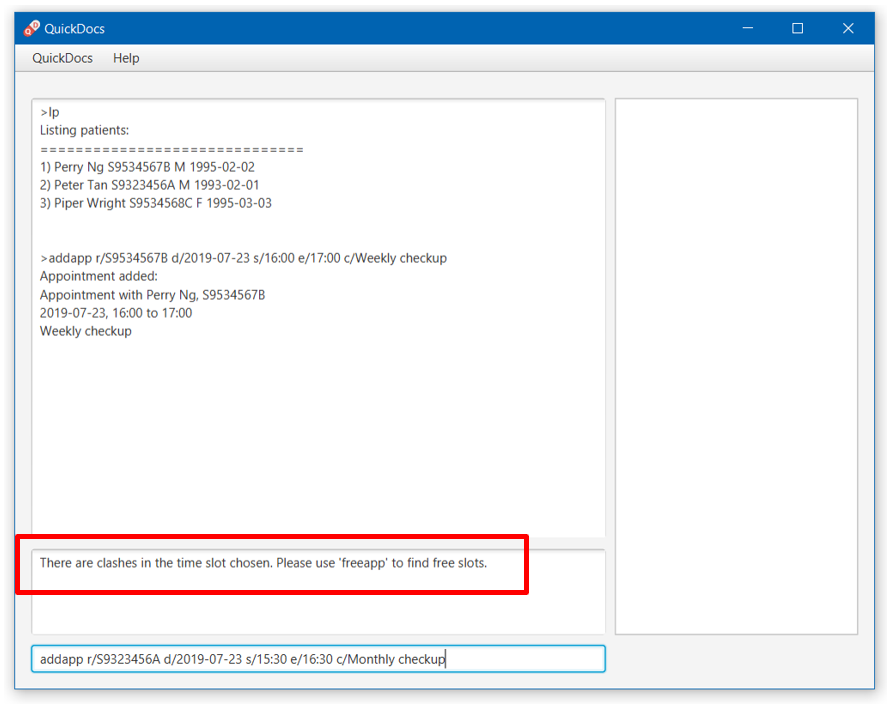 QuickDocs
QuickDocs Help
>lp
Listing patients:
==============================
1) Perry Ng S9534567B M 1995-02-02
2) Peter Tan S9323456A M 1993-02-01
3) Piper Wright S9534568C F 1995-03-03
>addapp r/S9534567B d/2019-07-23 s/16:00 e/17:00 c/Weekly checkup
Appointment added:
Appointment with Perry Ng, S9534567B
2019-07-23, 16:00 to 17:00
Weekly checkup
There are clashes in the time slot chosen. Please use 'freeapp' to find free slots.
addapp r/S9323456A d/2019-07-23 s/15:30 e/16:30 c/Monthly checkup